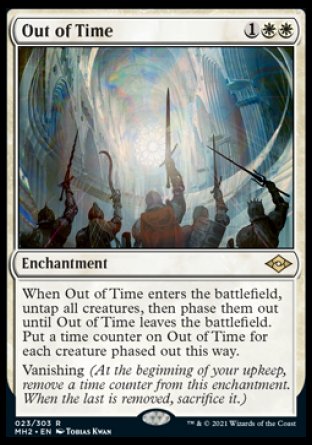 Out of Time 1
Enchantment
When Out of Time enters the battlefield,
untap all creatures, then phase them out
until Out of Time leaves the battlefield.
Put a time counter on Out of Time for
each creature phased out this way.
Vanishing (At the beginning of your upkeep,
remove a time counter from this enchantment.
When the last is removed, sacrifice it.)
023/303 R
MH2 • EN Tobias Kwan ™ & © 2021 Wizards of the Coast